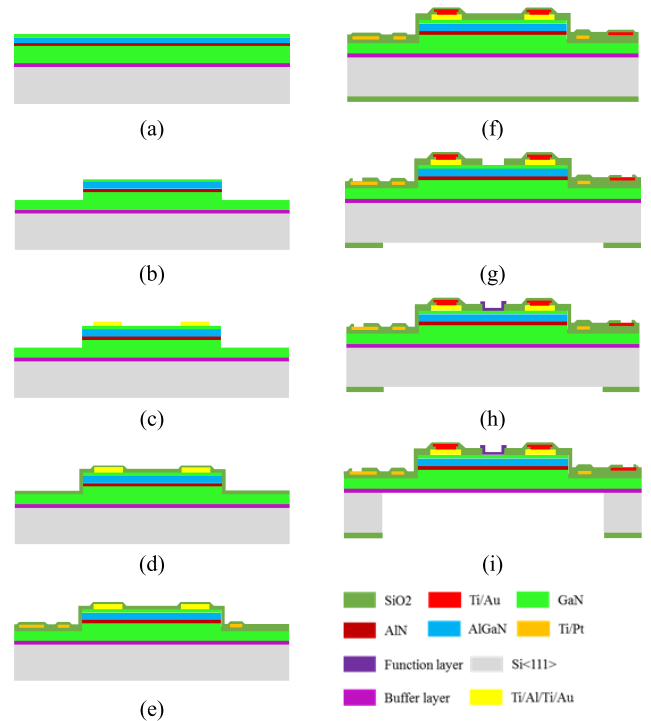 (a)
(b)
(c)
(d)
(e)
(f)
(g)
(h)
(i)
SiO2 Ti/Au GaN
AlN AlGaN Ti/Pt
Function layer Si<111>
Buffer layer Ti/Al/Ti/Au